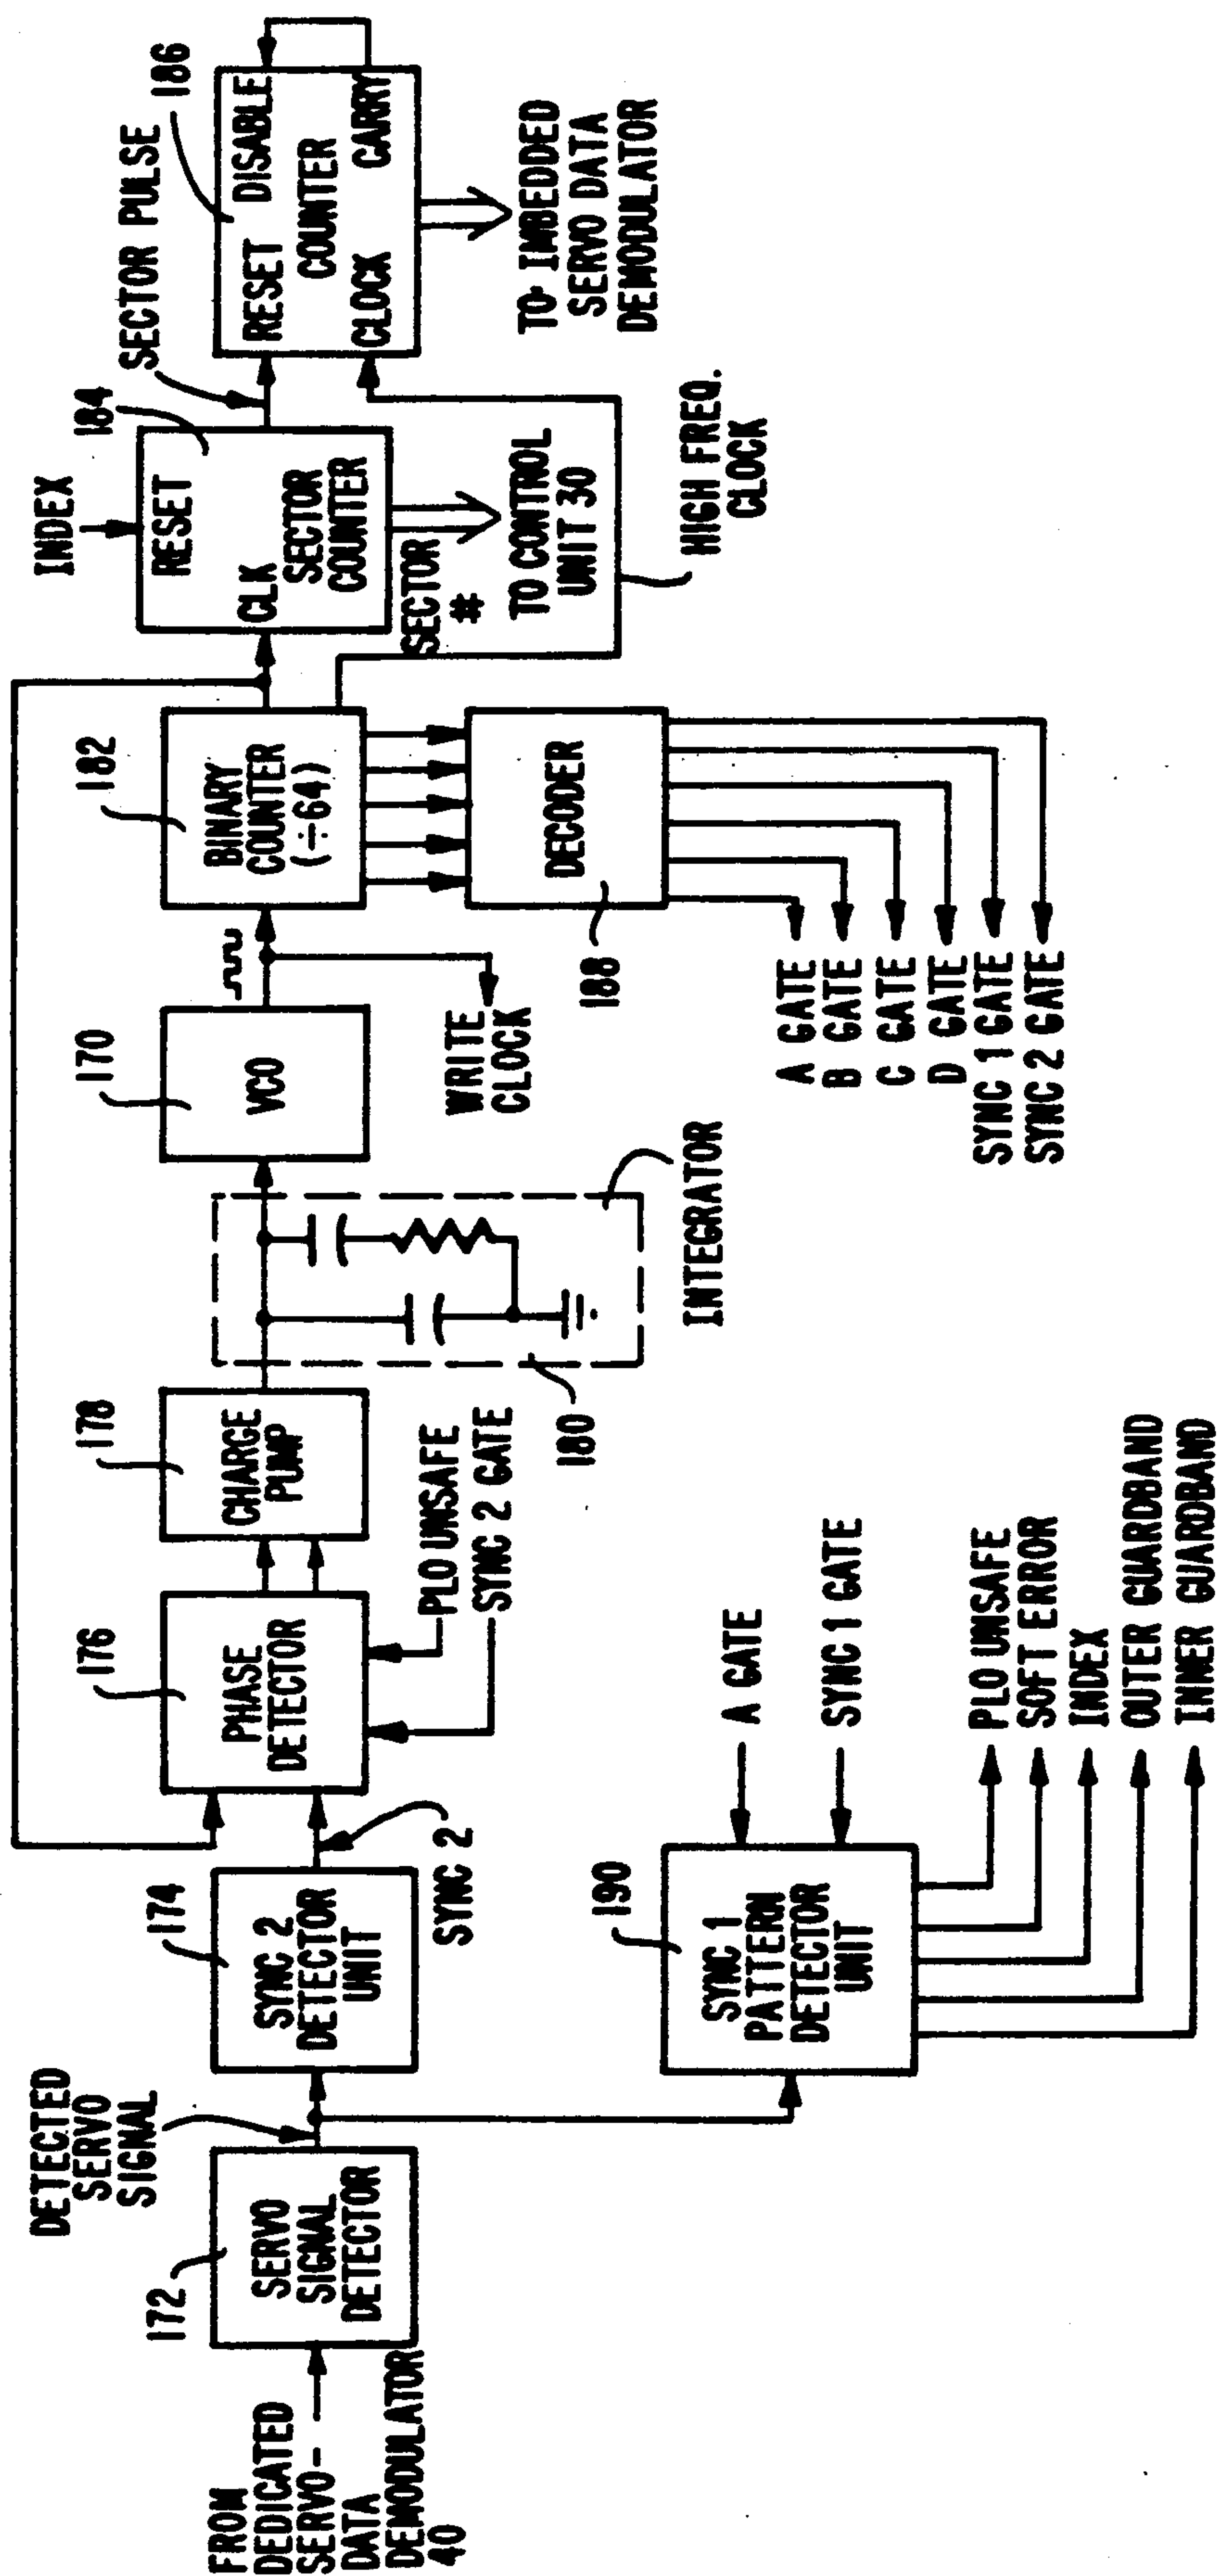 FROM
DEDICATED
SERVO-
DATA
DEMODULATOR
40
172
SERVO
SIGNAL
DETECTOR
DETECTED
SERVO
SIGNAL
174
SYNC 2
DETECTOR
UNIT
SYNC 2
176
PHASE
DETECTOR
PLO UNSAFE
SYNC 2 GATE
178
CHARGE
PUMP
180
INTEGRATOR
170
VCO
WRITE
CLOCK
182
BINARY
COUNTER
(÷64)
188
DECODER
A GATE
B GATE
C GATE
D GATE
SYNC 1 GATE
SYNC 2 GATE
INDEX
184
RESET
CLK
SECTOR
COUNTER
SECTOR
#
TO CONTROL
UNIT 30
HIGH FREQ.
CLOCK
SECTOR PULSE
186
RESET DISABLE
COUNTER
CLOCK CARRY
TO IMBEDDED
SERVO DATA
DEMODULATOR
190
SYNC 1
PATTERN
DETECTOR
UNIT
A GATE
SYNC 1 GATE
PLO UNSAFE
SOFT ERROR
INDEX
OUTER GUARDBAND
INNER GUARDBAND